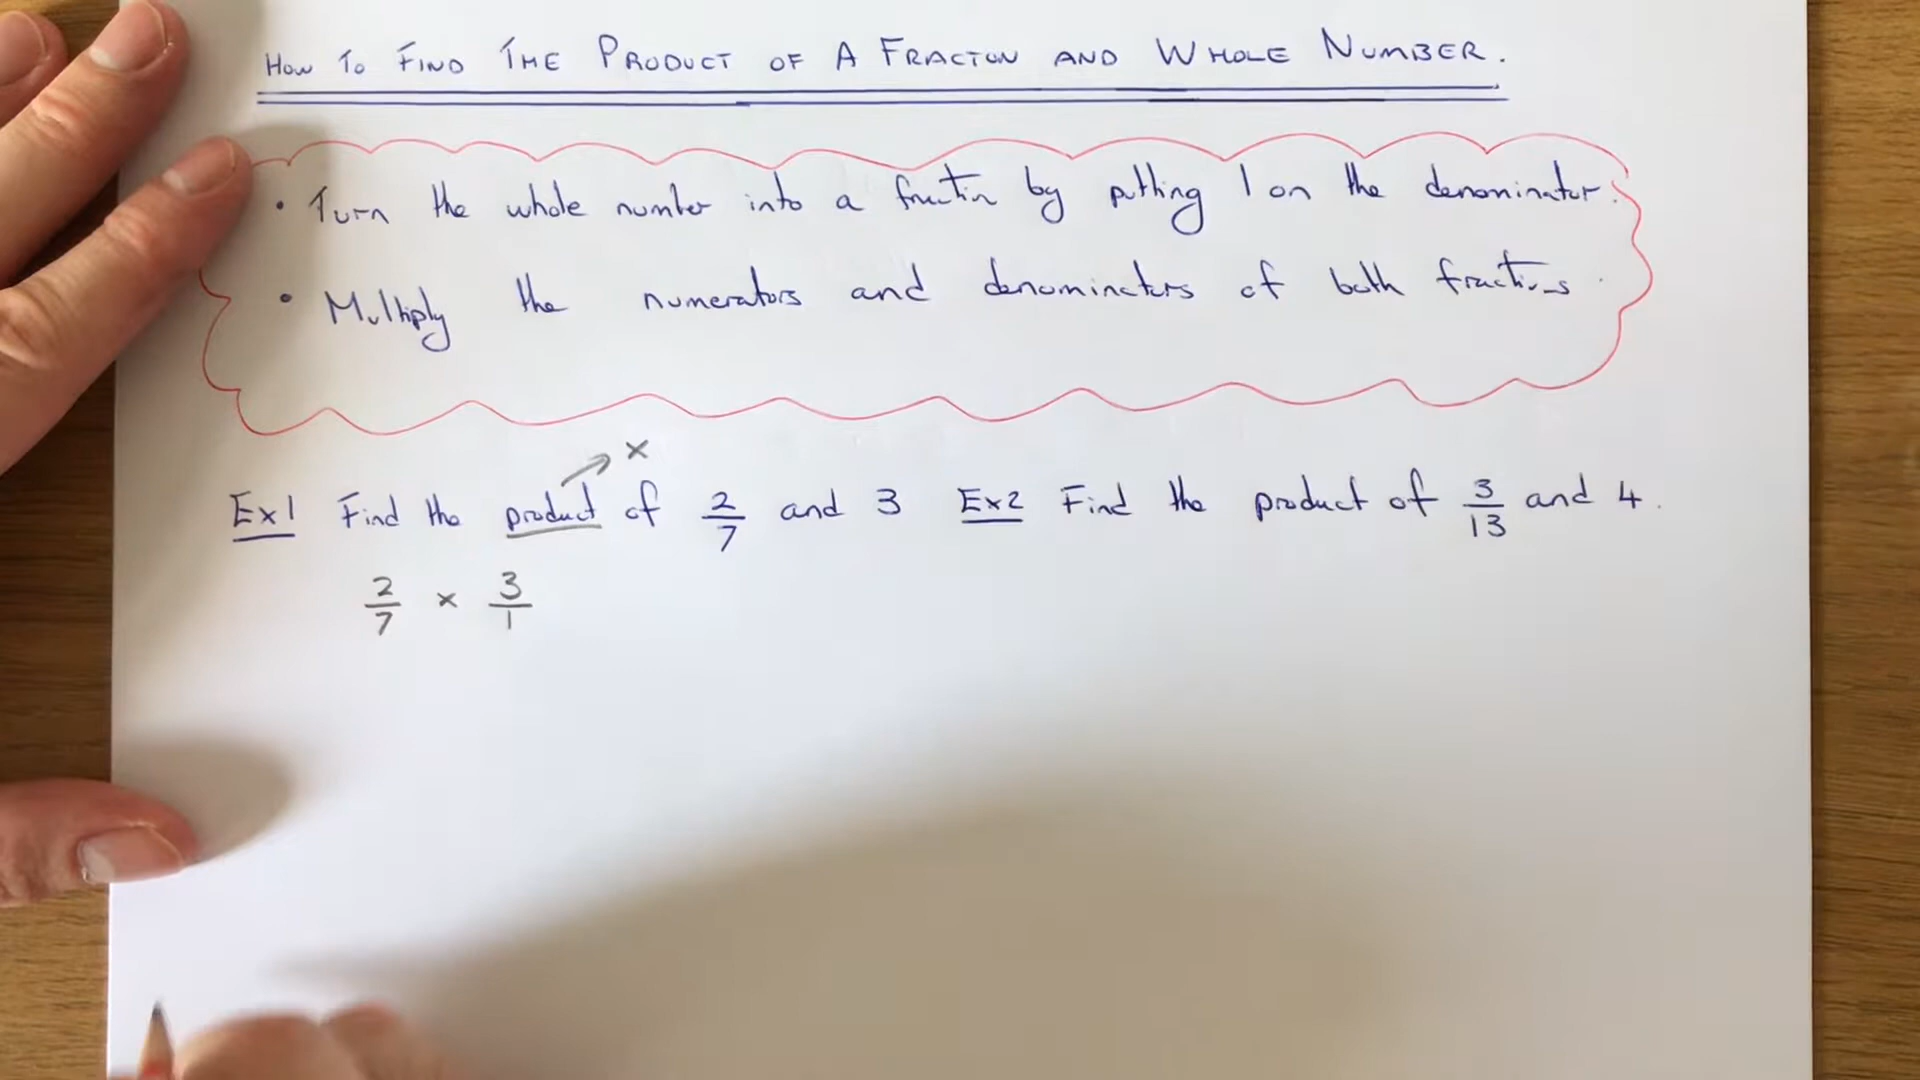 HOW TO FIND THE PRODUCT OF A FRACTON AND WHOLE NUMBER.
• Turn the whole number into a fraction by putting 1 on the denominator.
• Multiply the numerators and denominators of both fractions.
×
Ex1 Find the product of 2/7 and 3
Ex2 Find the product of 3/13 and 4.
2/7 × 3/1